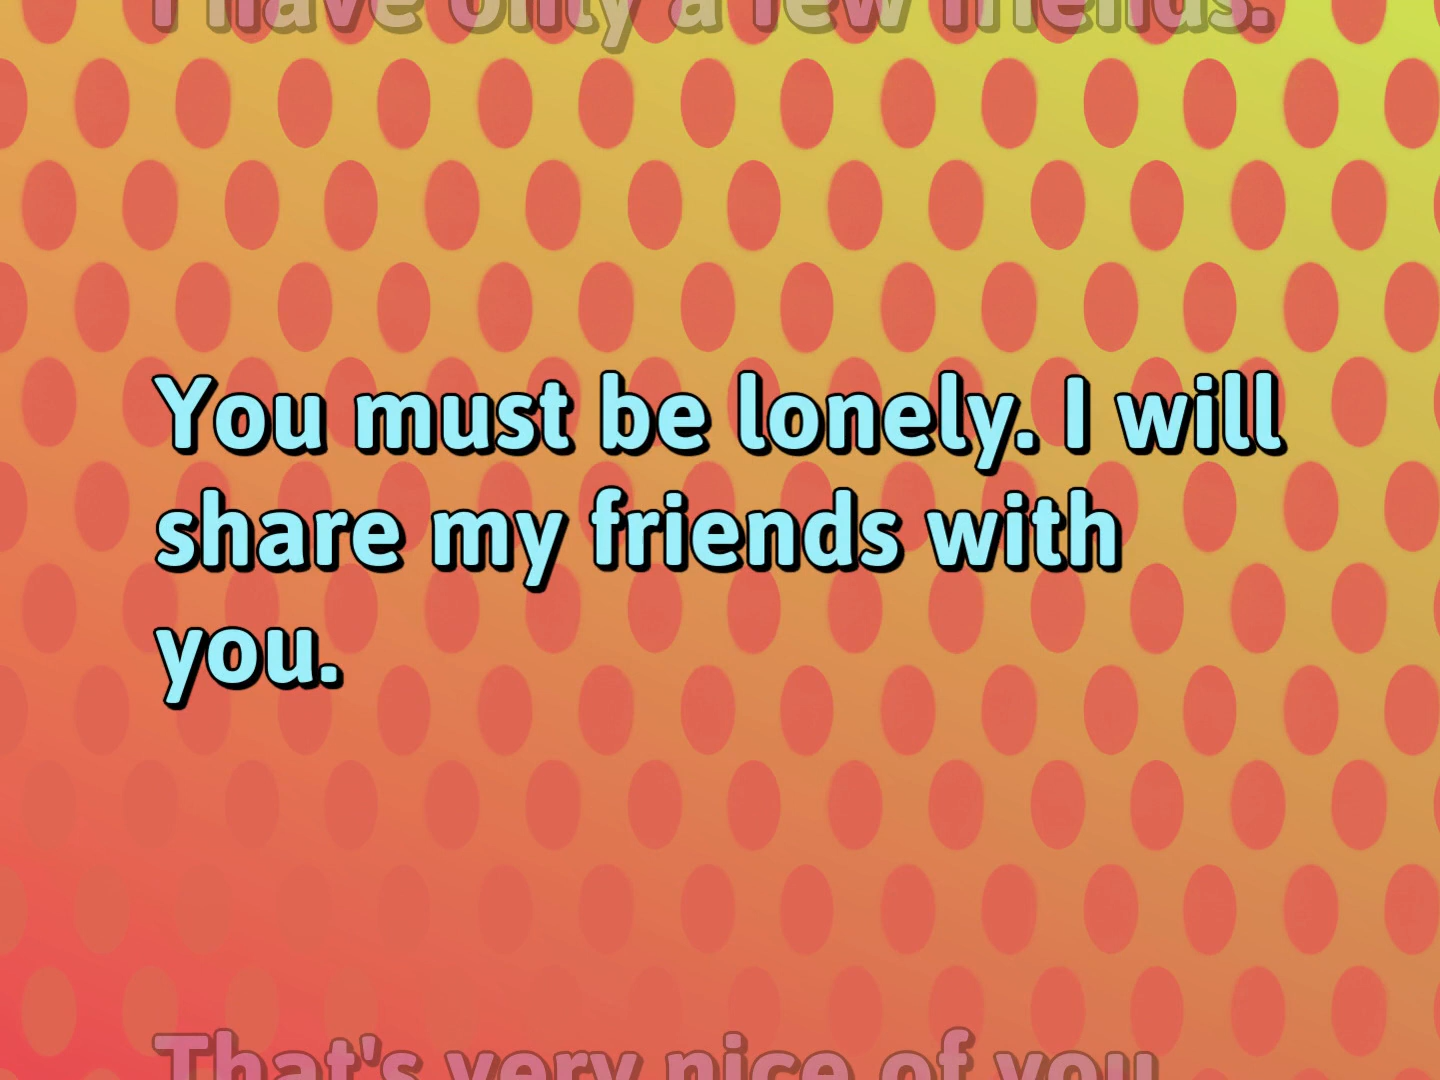 I have only a few friends.
You must be lonely. I will
share my friends with
you.
That's very nice of you